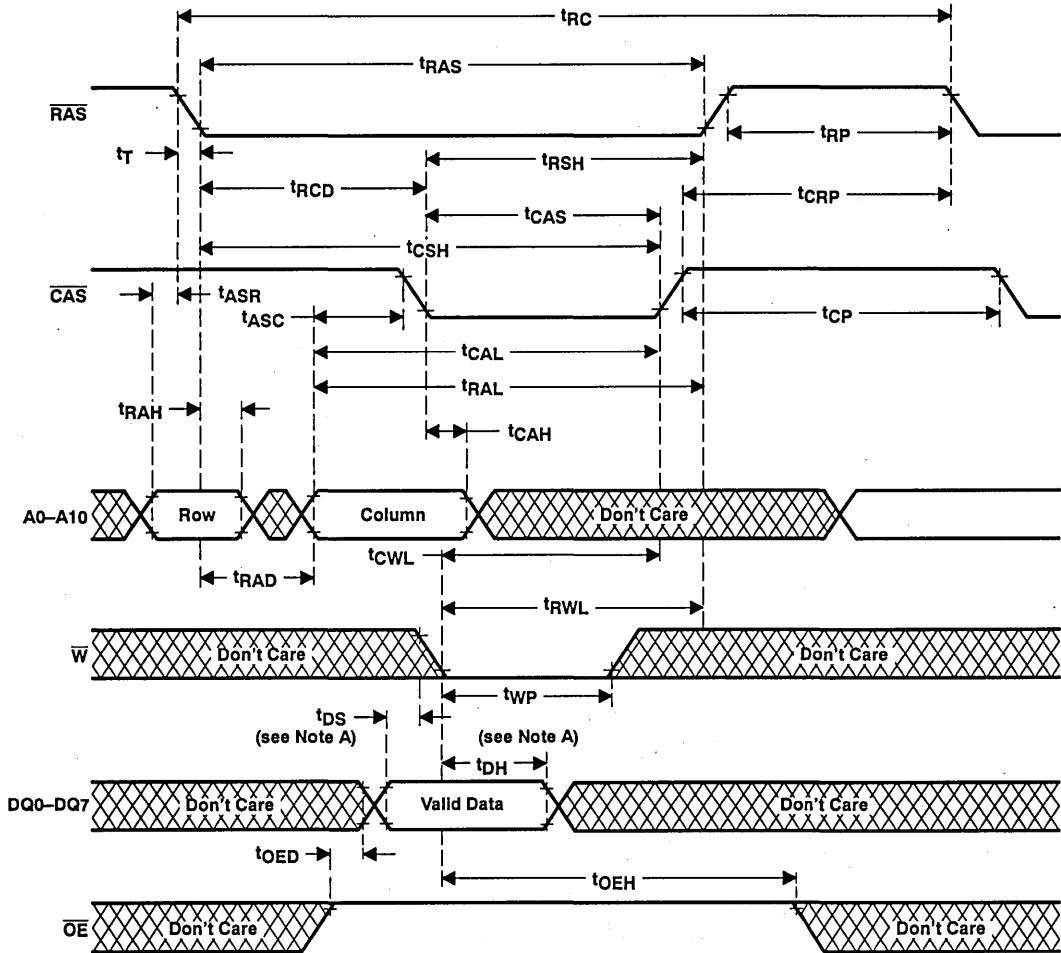 tRC
tRAS
RAS
tRP
tT
tRSH
tRCD
tCRP
tCAS
tCSH
CAS
tASR
tASC
tCP
tCAL
tRAL
tRAH
tCAH
A0–A10
Row
Column
Don't Care
tCWL
tRAD
tRWL
W
Don't Care
Don't Care
tWP
tDS
(see Note A)
(see Note A)
tDH
DQ0–DQ7
Don't Care
Valid Data
Don't Care
tOED
tOEH
OE
Don't Care
Don't Care